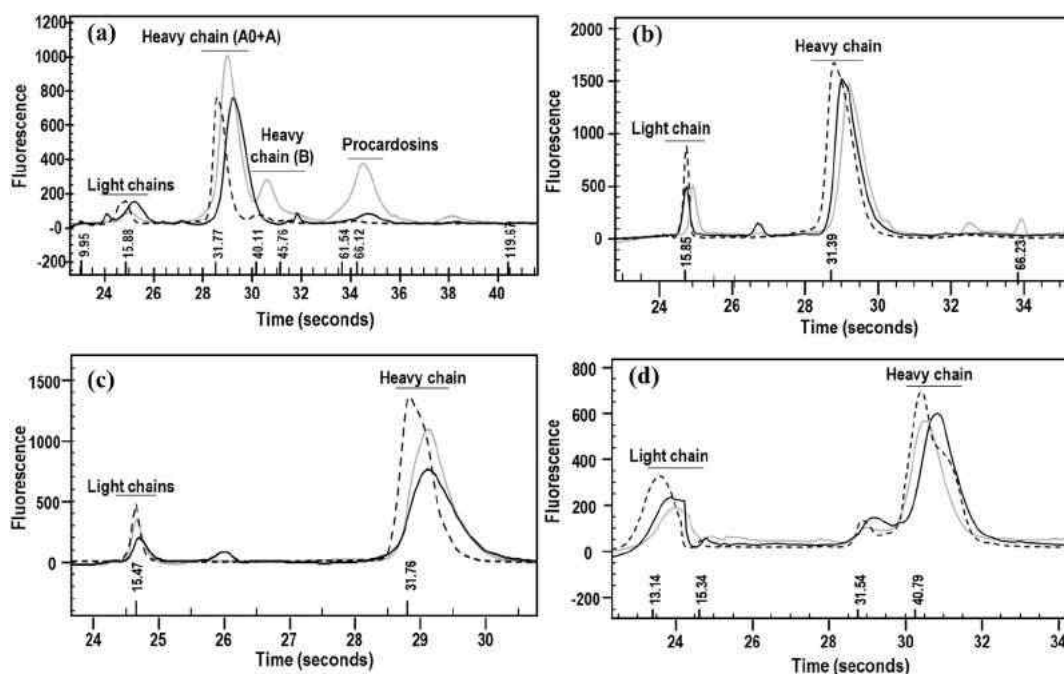 (a)
Heavy chain (A0+A)
Heavy
chain (B)
Procardosins
Light chains
Fluorescence
1200
1000
800
600
400
200
-0
-200
9.95
15.88
31.77
40.11
45.76
61.54
66.12
119.67
24 26 28 30 32 34 36 38 40
Time (seconds)
(b)
Heavy chain
Light chain
Fluorescence
2000
1500
1000
500
0
15.85
31.39
66.23
24 26 28 30 32 34
Time (seconds)
(c)
Heavy chain
Light chains
Fluorescence
1500
1000
500
0
15.47
31.76
24 25 26 27 28 29 30
Time (seconds)
(d)
Heavy chain
Light chain
Fluorescence
800
600
400
200
0
-200
13.14
15.34
31.54
40.79
24 26 28 30 32 34
Time (seconds)